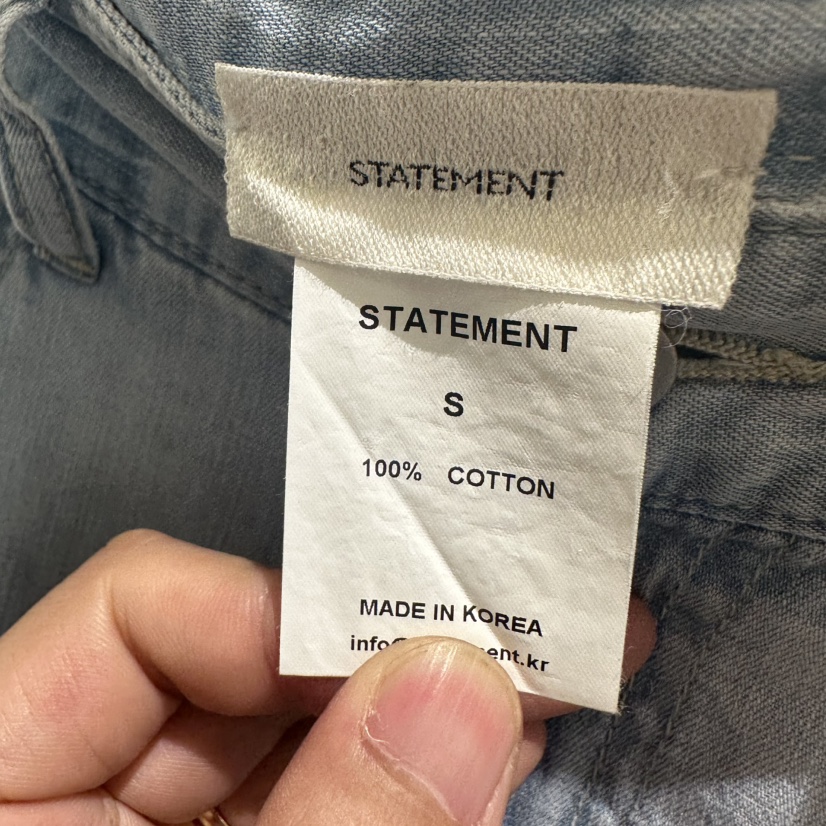 STATEMENT
STATEMENT
S
100% COTTON
MADE IN KOREA